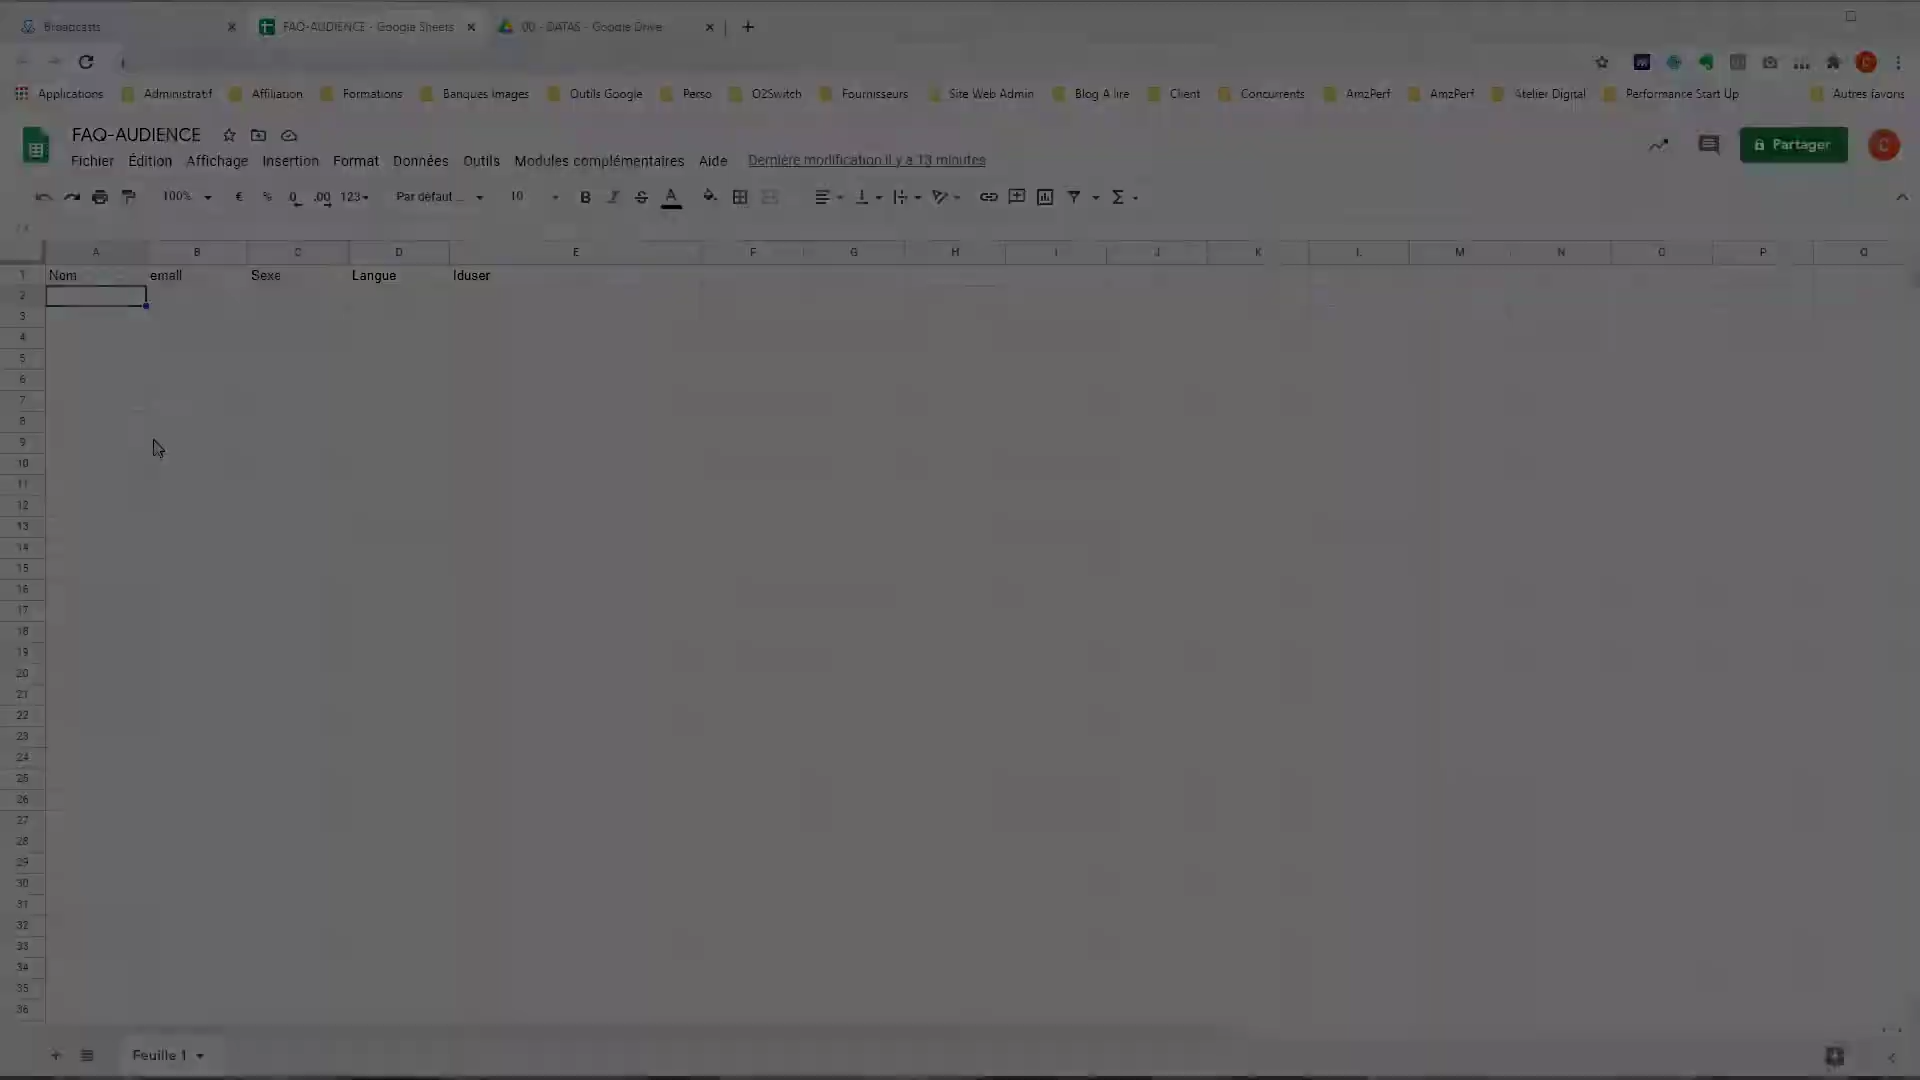 Broadcasts
FAQ-AUDIENCE - Google Sheets
00 - DATAS - Google Drive
Applications Administratif Affiliation Formations Banques Images Outils Google Perso O2Switch Fournisseurs Site Web Admin Blog A lire Client Concurrents AmzPerf AmzPerf Atelier Digital Performance Start Up Autres favoris
FAQ-AUDIENCE
Fichier Édition Affichage Insertion Format Données Outils Modules complémentaires Aide Dernière modification il y a 13 minutes
Partager
C
100% € % .0 .00 123 Par défaut ... 10 B I S A Σ
A B C D E F G H I J K L M N O P Q
1 Nom email Sexe Langue Iduser
2
3
4
5
6
7
8
9
10
11
12
13
14
15
16
17
18
19
20
21
22
23
24
25
26
27
28
29
30
31
32
33
34
35
36
Feuille 1